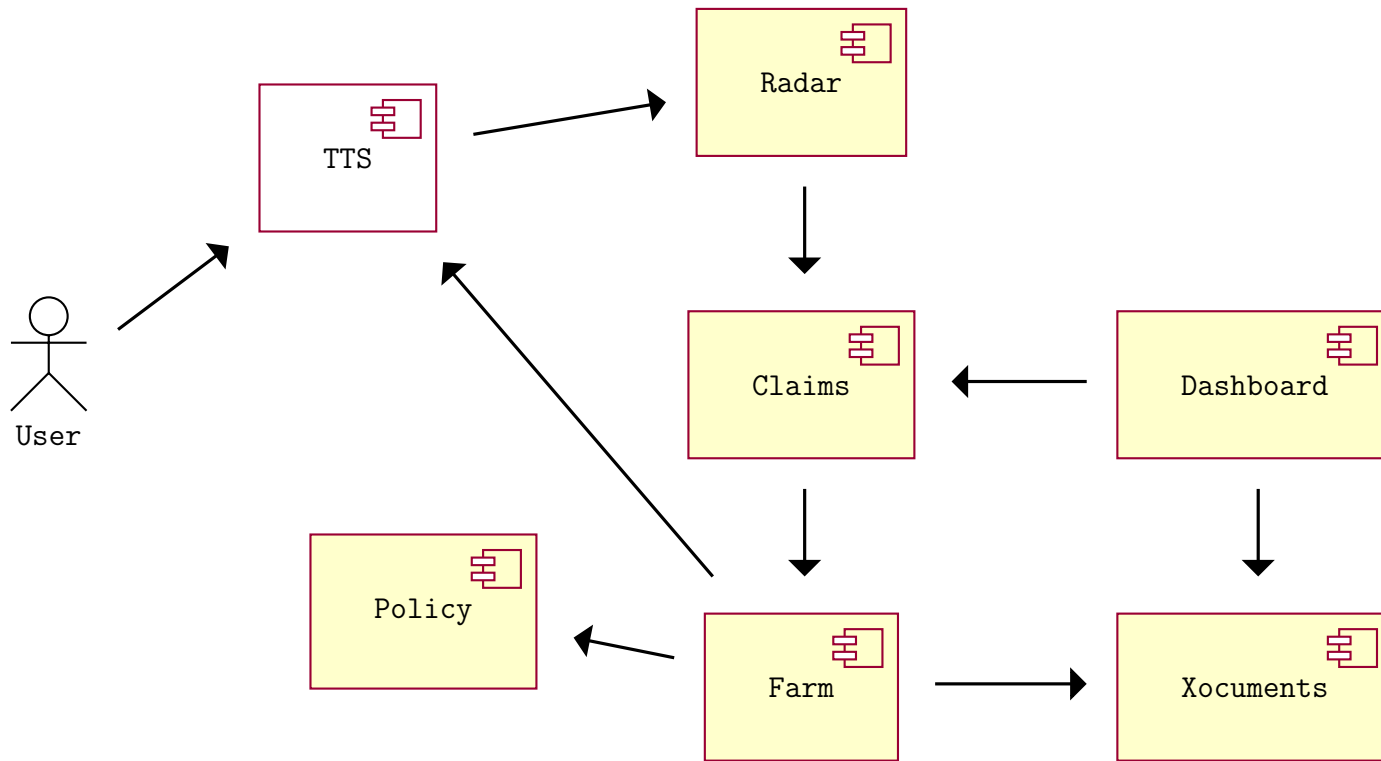 Radar
TTS
Claims
Dashboard
User
Policy
Farm
Xocuments